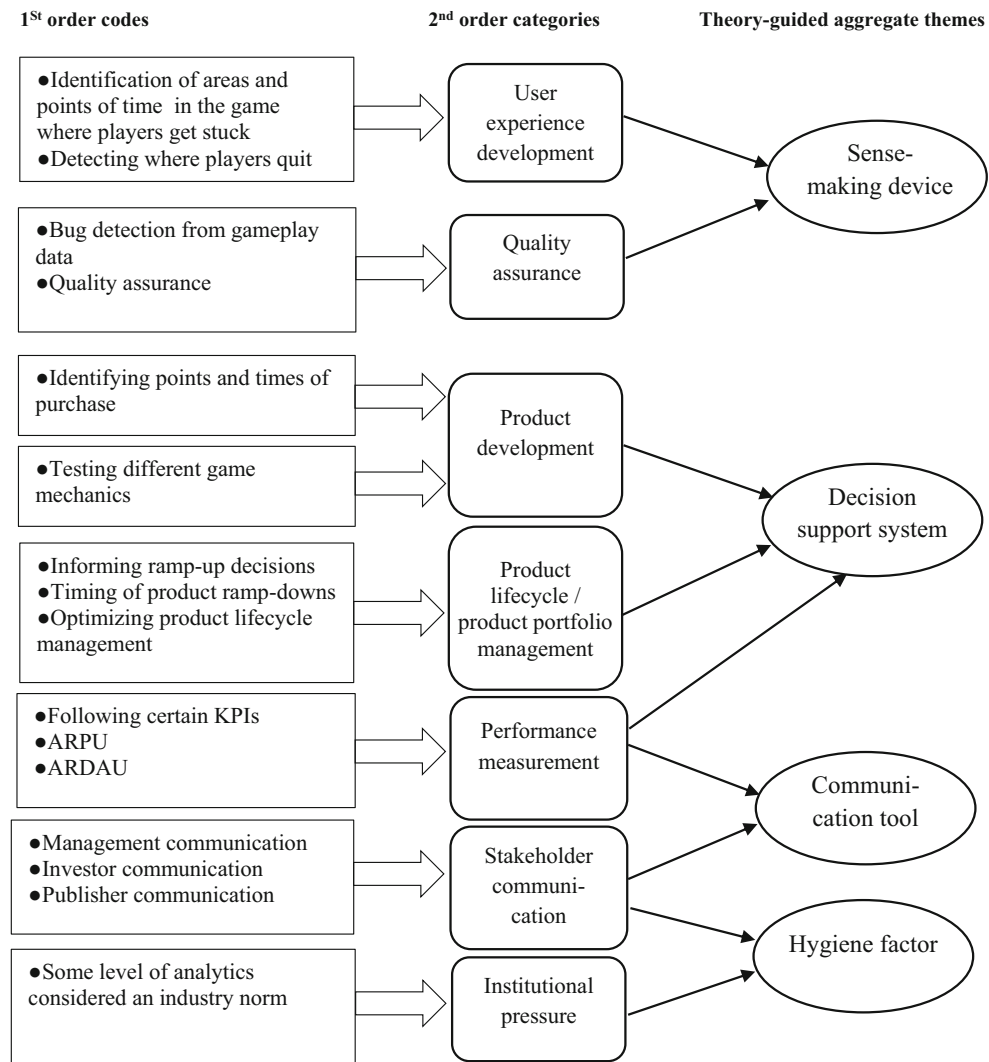 1St order codes
2nd order categories
Theory-guided aggregate themes
●Identification of areas and
points of time in the game
where players get stuck
●Detecting where players quit
User
experience
development
Sense-
making device
●Bug detection from gameplay
data
●Quality assurance
Quality
assurance
●Identifying points and times of
purchase
●Testing different game
mechanics
Product
development
Decision
support system
●Informing ramp-up decisions
●Timing of product ramp-downs
●Optimizing product lifecycle
management
Product
lifecycle /
product portfolio
management
●Following certain KPIs
●ARPU
●ARDAU
Performance
measurement
Communi-
cation tool
●Management communication
●Investor communication
●Publisher communication
Stakeholder
communi-
cation
Hygiene factor
●Some level of analytics
considered an industry norm
Institutional
pressure